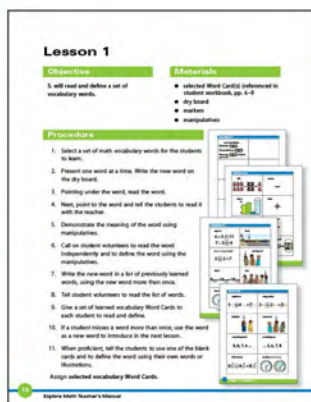 Lesson 1
Objective
S. will read and define a set of
vocabulary words.
Materials
● selected Word Card(s) (referenced in
student workbook, pp. 6–9
● dry board
● markers
● manipulatives
Procedure
1. Select a set of math vocabulary words for the students
to learn.
2. Present one word at a time. Write the new word on
the dry board.
3. Pointing under the word, read the word.
4. Next, point to the word and tell the students to read it
with the teacher.
5. Demonstrate the meaning of the word using
manipulatives.
6. Call on student volunteers to read the word
independently and to define the word using the
manipulatives.
7. Write the new word in a list of previously learned
words, using the new word more than once.
8. Tell student volunteers to read the list of words.
9. Give a set of learned vocabulary Word Cards to
each student to read and define.
10. If a student misses a word more than once, use the word
as a new word to introduce in the next lesson.
11. When proficient, tell the students to use one of the blank
cards and to define the word using their own words or
illustrations.
Assign selected vocabulary Word Cards.
Explore Math Teacher's Manual